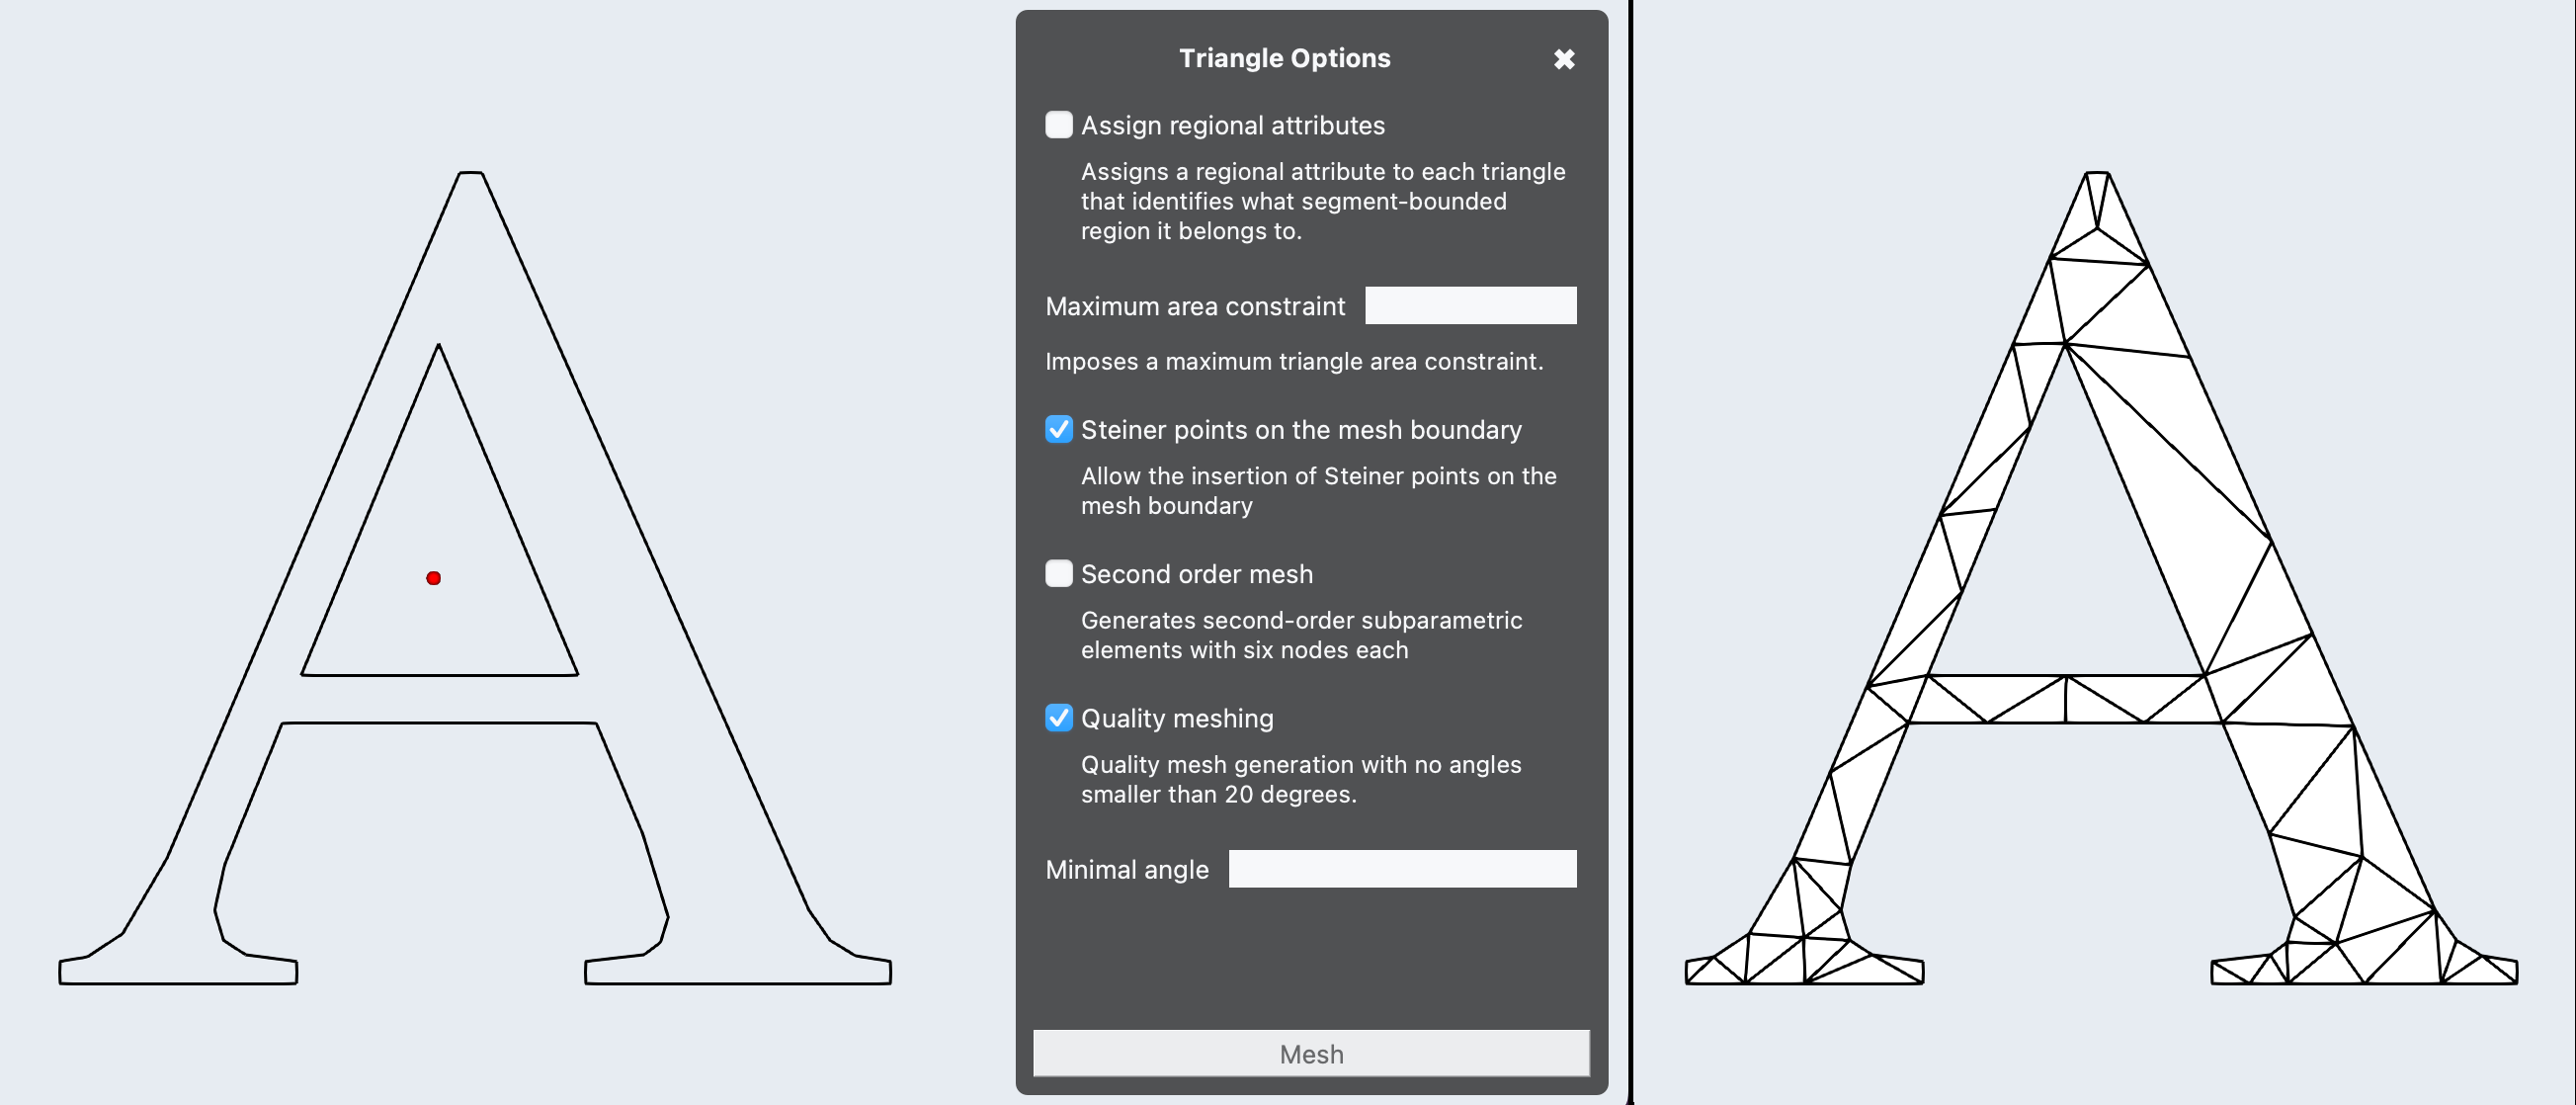 Triangle Options
Assign regional attributes
Assigns a regional attribute to each triangle
that identifies what segment-bounded
region it belongs to.
Maximum area constraint
Imposes a maximum triangle area constraint.
Steiner points on the mesh boundary
Allow the insertion of Steiner points on the
mesh boundary
Second order mesh
Generates second-order subparametric
elements with six nodes each
Quality meshing
Quality mesh generation with no angles
smaller than 20 degrees.
Minimal angle
Mesh